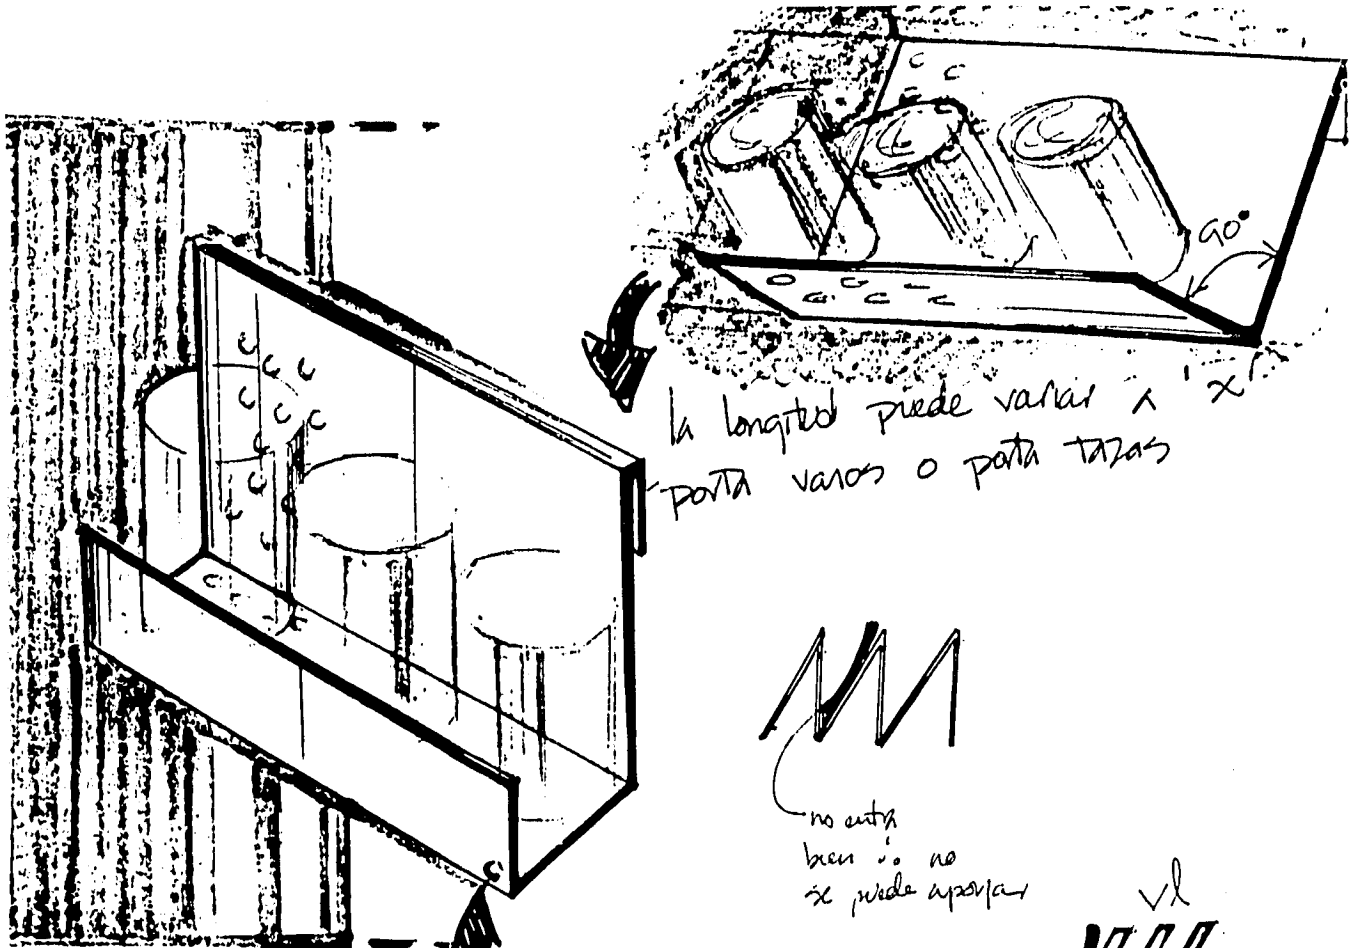 90°
la longitud puede variar x 'x'
porta vasos o porta tazas
no entra
bien ∴ no
se puede apoyar